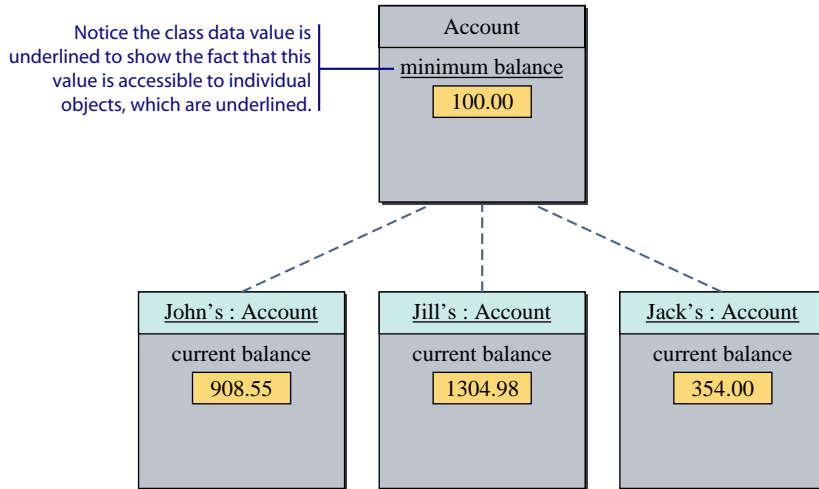 Notice the class data value is
underlined to show the fact that this
value is accessible to individual
objects, which are underlined.
Account
minimum balance
100.00
John's : Account
current balance
908.55
Jill's : Account
current balance
1304.98
Jack's : Account
current balance
354.00